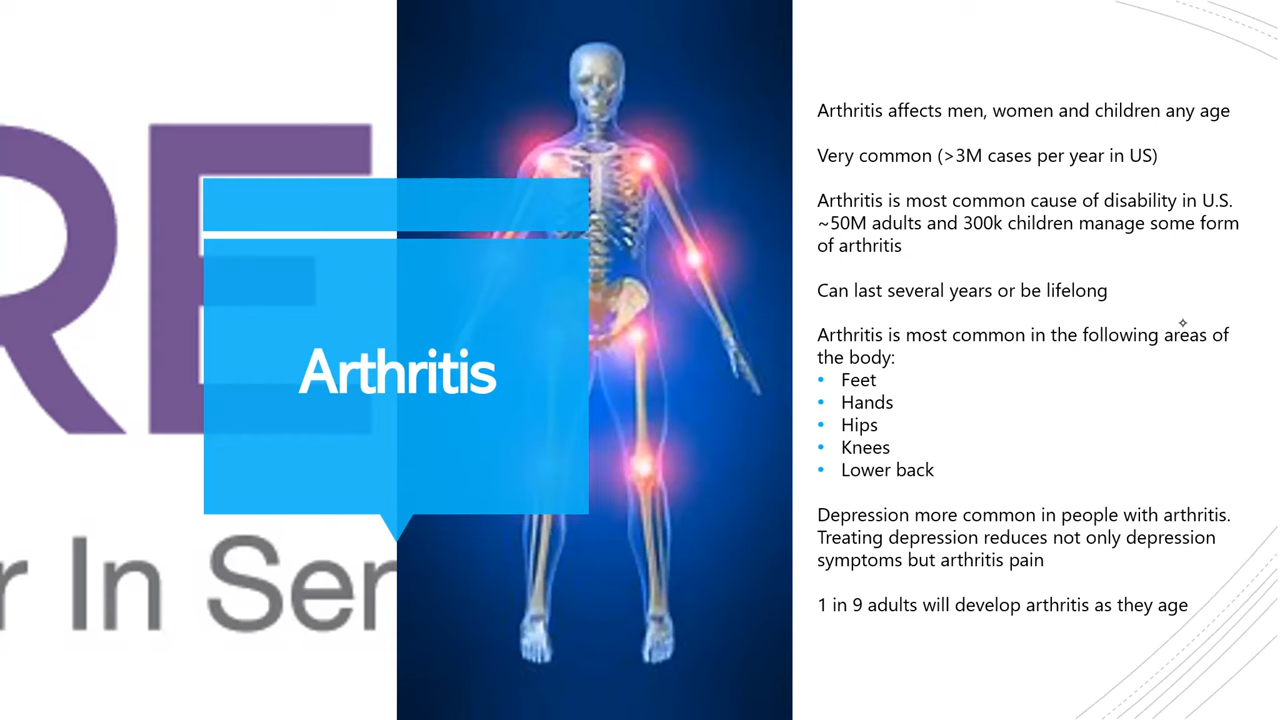 RE
r In Ser
Arthritis
Arthritis affects men, women and children any age
Very common (>3M cases per year in US)
Arthritis is most common cause of disability in U.S.
~50M adults and 300k children manage some form
of arthritis
Can last several years or be lifelong
Arthritis is most common in the following areas of
the body:
• Feet
• Hands
• Hips
• Knees
• Lower back
Depression more common in people with arthritis.
Treating depression reduces not only depression
symptoms but arthritis pain
1 in 9 adults will develop arthritis as they age